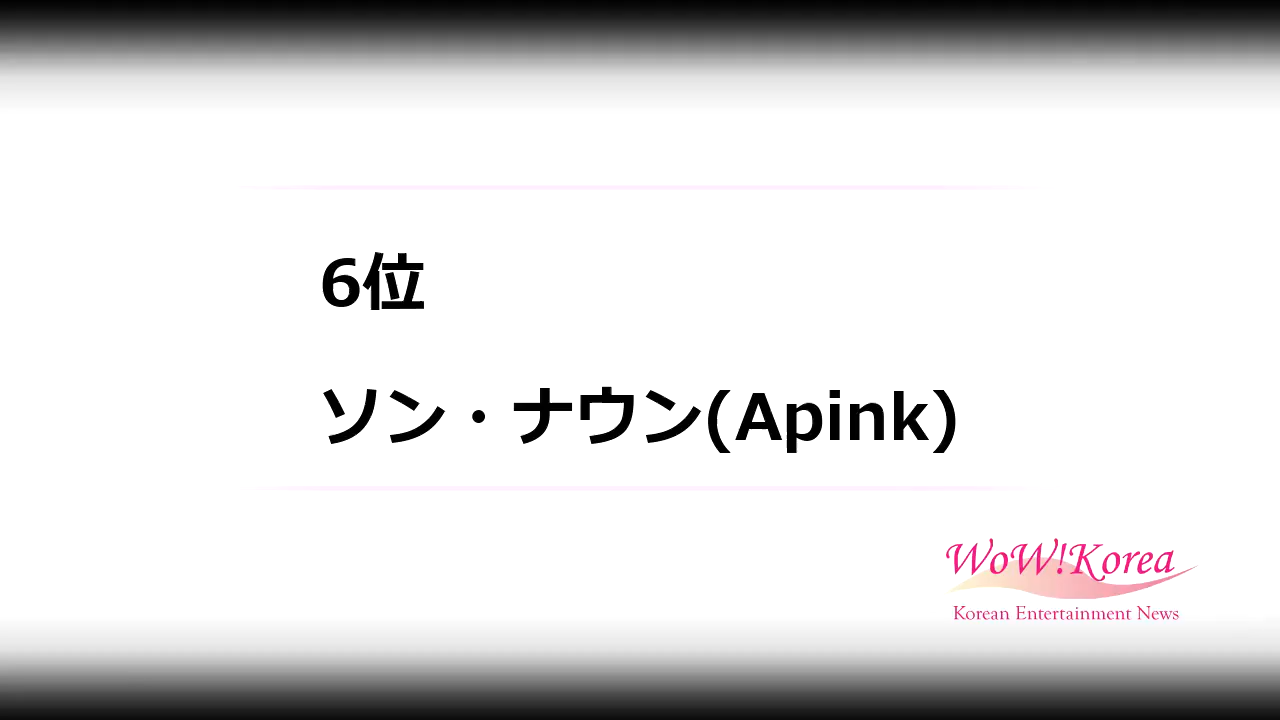 6位
ソン・ナウン(Apink)
WoW!Korea
Korean Entertainment News